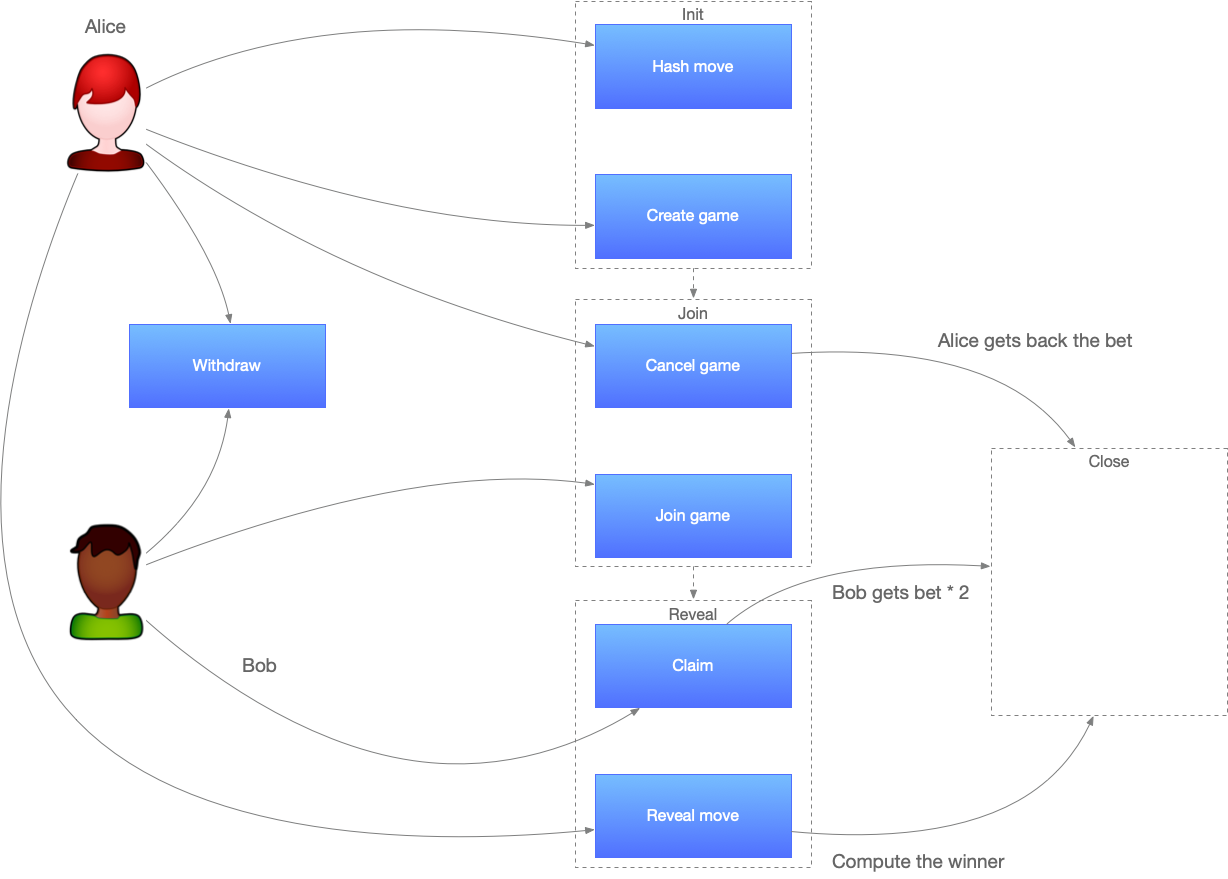 Alice
Init
Hash move
Create game
Join
Cancel game
Alice gets back the bet
Withdraw
Close
Join game
Bob gets bet * 2
Reveal
Bob
Claim
Reveal move
Compute the winner